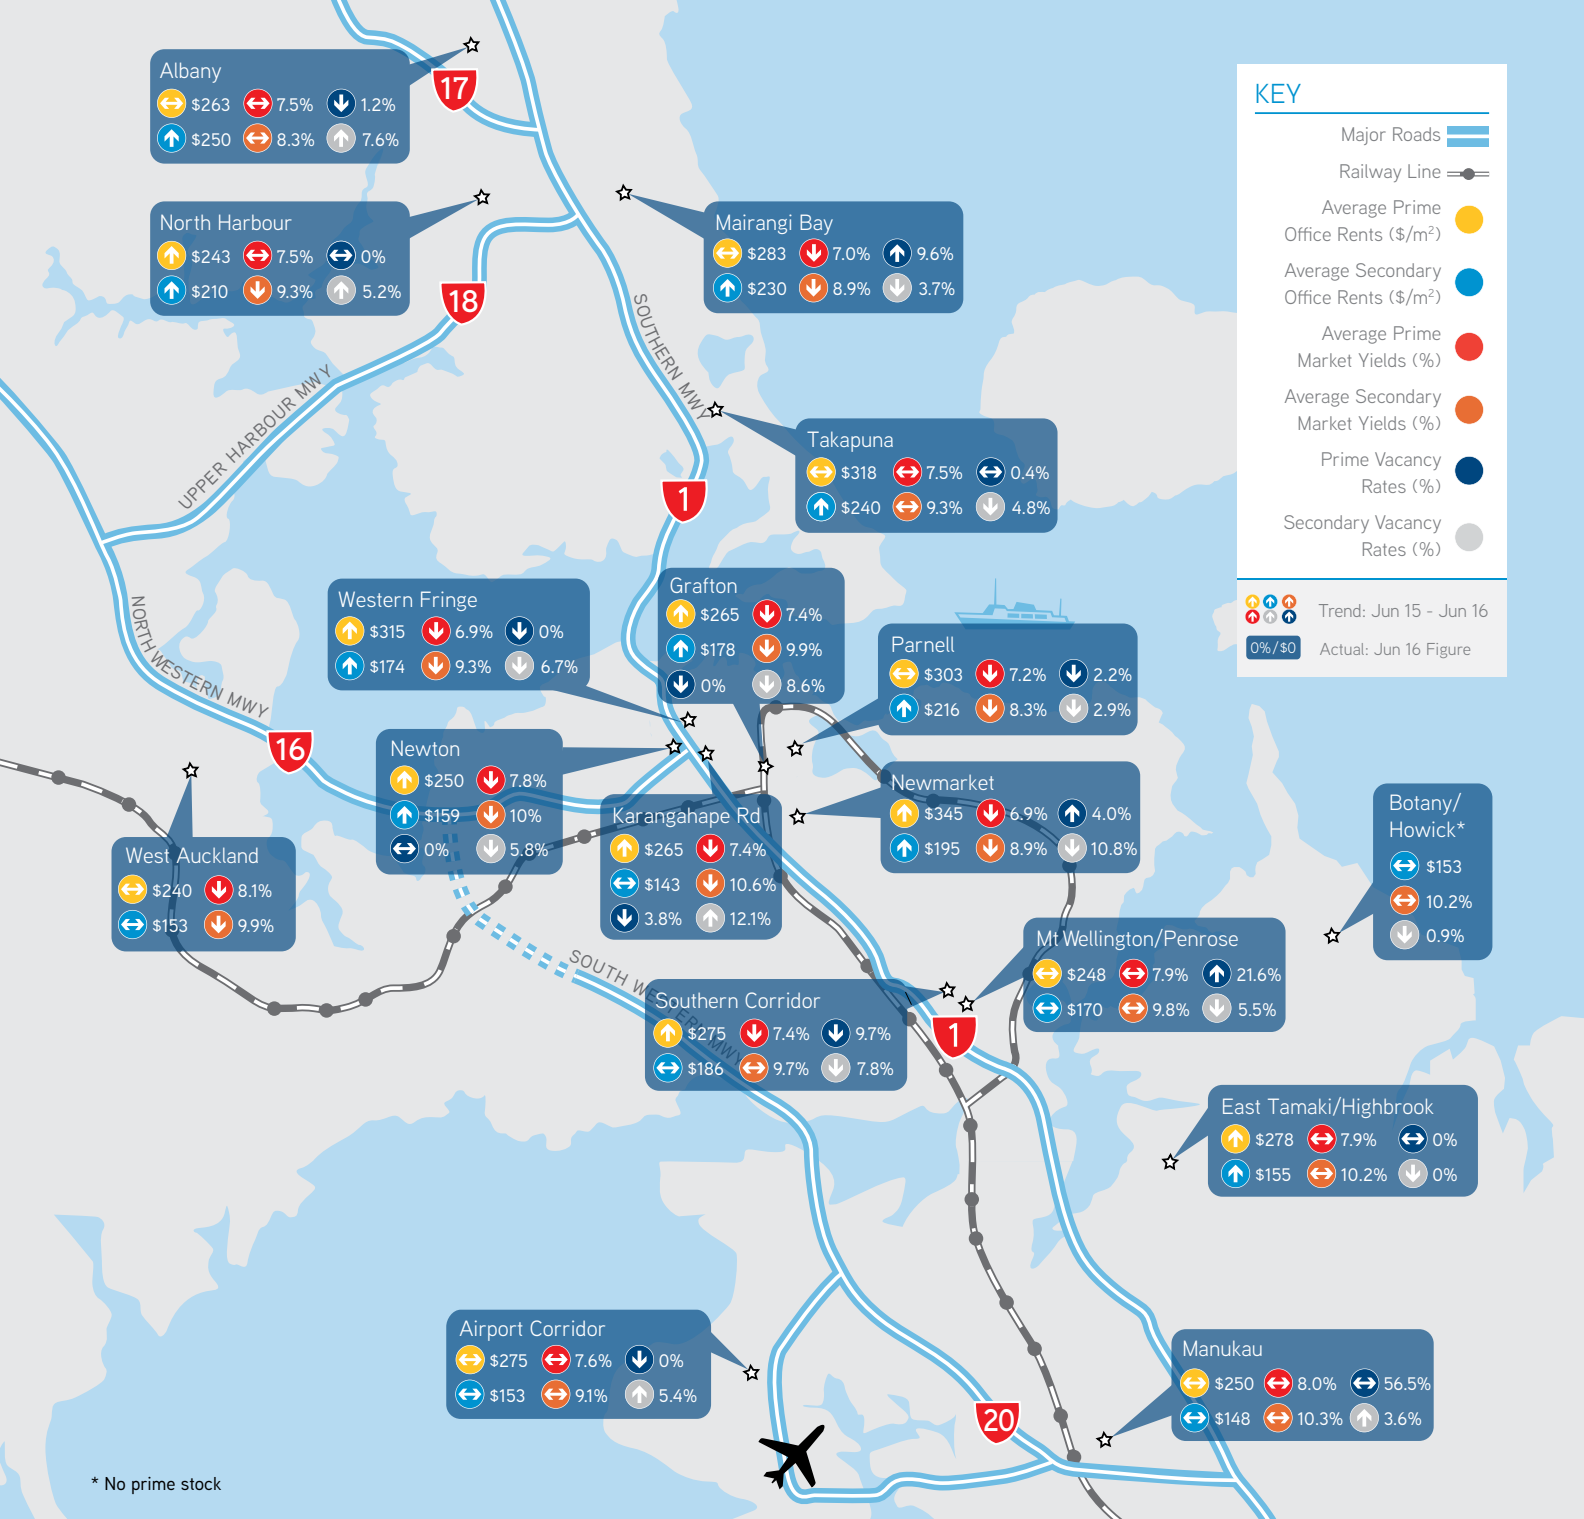 17
Albany
$263 7.5% 1.2%
$250 8.3% 7.6%
North Harbour
$243 7.5% 0%
$210 9.3% 5.2%
18
Mairangi Bay
$283 7.0% 9.6%
$230 8.9% 3.7%
SOUTHERN MWY
UPPER HARBOUR MWY
Takapuna
$318 7.5% 0.4%
$240 9.3% 4.8%
1
KEY
Major Roads
Railway Line
Average Prime
Office Rents ($/m²)
Average Secondary
Office Rents ($/m²)
Average Prime
Market Yields (%)
Average Secondary
Market Yields (%)
Prime Vacancy
Rates (%)
Secondary Vacancy
Rates (%)
Trend: Jun 15 - Jun 16
0%/$0 Actual: Jun 16 Figure
Western Fringe
$315 6.9% 0%
$174 9.3% 6.7%
Grafton
$265 7.4%
$178 9.9%
0% 8.6%
Parnell
$303 7.2% 2.2%
$216 8.3% 2.9%
NORTH WESTERN MWY
16
Newton
$250 7.8%
$159 10%
0% 5.8%
Karangahape Rd
$265 7.4%
$143 10.6%
3.8% 12.1%
Newmarket
$345 6.9% 4.0%
$195 8.9% 10.8%
Botany/
Howick*
$153
10.2%
0.9%
West Auckland
$240 8.1%
$153 9.9%
Mt Wellington/Penrose
$248 7.9% 21.6%
$170 9.8% 5.5%
SOUTH WESTERN MWY
Southern Corridor
$275 7.4% 9.7%
$186 9.7% 7.8%
1
East Tamaki/Highbrook
$278 7.9% 0%
$155 10.2% 0%
Airport Corridor
$275 7.6% 0%
$153 9.1% 5.4%
20
Manukau
$250 8.0% 56.5%
$148 10.3% 3.6%
* No prime stock